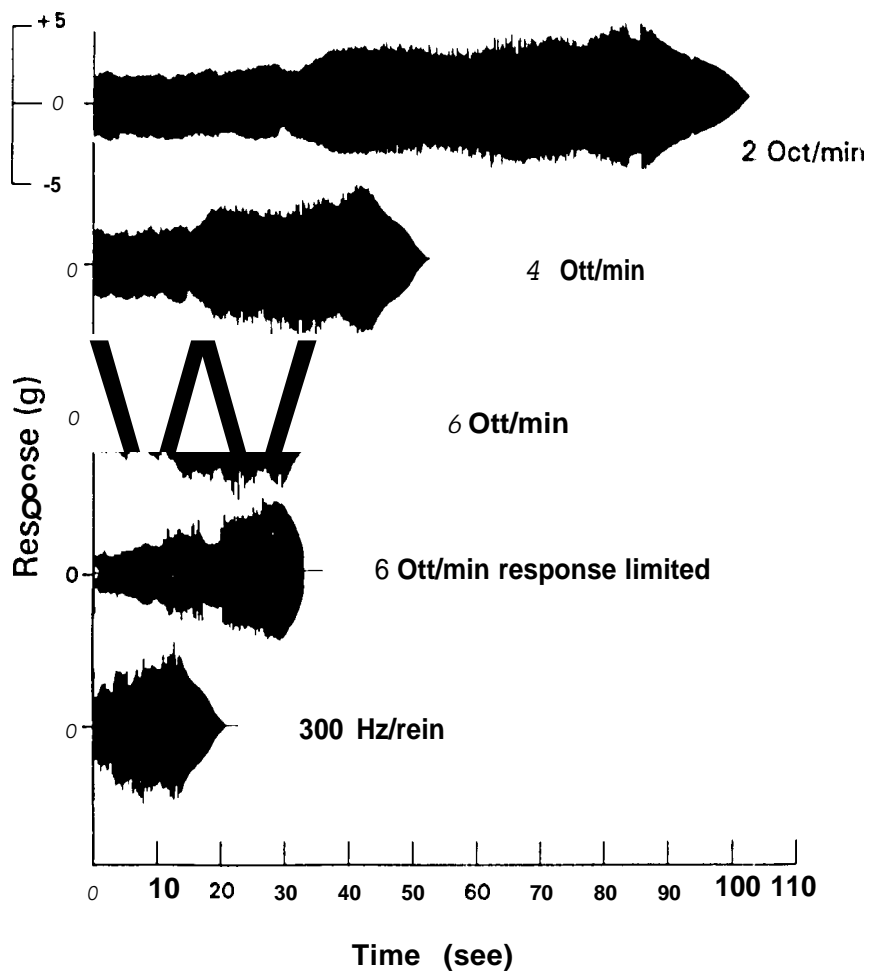 +5
0
-5
2 Oct/min
0
4 Ott/min
Response (g)
0
6 Ott/min
0
6 Ott/min response limited
0
300 Hz/rein
0 10 20 30 40 50 60 70 80 90 100 110
Time (see)